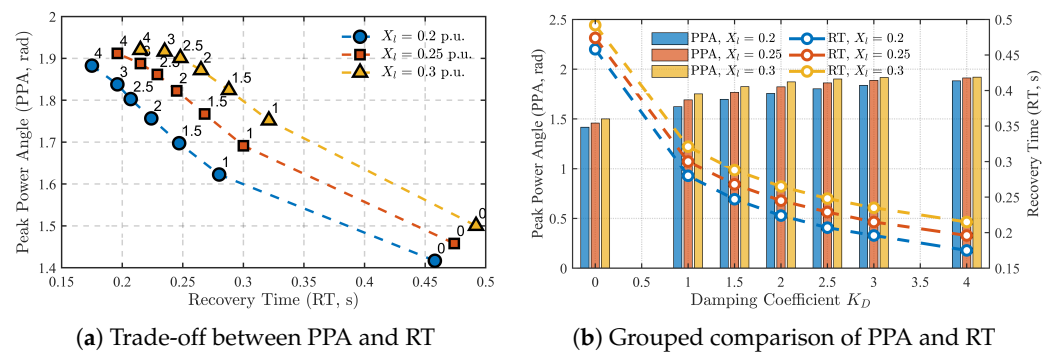 2
1.9
1.8
1.7
1.6
1.5
1.4
Peak Power Angle (PPA, rad)
0.15 0.2 0.25 0.3 0.35 0.4 0.45 0.5
Recovery Time (RT, s)
X_l = 0.2 p.u.
X_l = 0.25 p.u.
X_l = 0.3 p.u.
4 3 2.5 2 1.5 1 0
4 2.5 2 1.5 1 0
4 3 2.5 2 1.5 1 0
(a) Trade-off between PPA and RT
2.5
2
1.5
1
0.5
0
Peak Power Angle (PPA, rad)
PPA, X_l = 0.2 RT, X_l = 0.2
PPA, X_l = 0.25 RT, X_l = 0.25
PPA, X_l = 0.3 RT, X_l = 0.3
0.5
0.45
0.4
0.35
0.3
0.25
0.2
0.15
Recovery Time (RT, s)
0 0.5 1 1.5 2 2.5 3 3.5 4
Damping Coefficient K_D
(b) Grouped comparison of PPA and RT